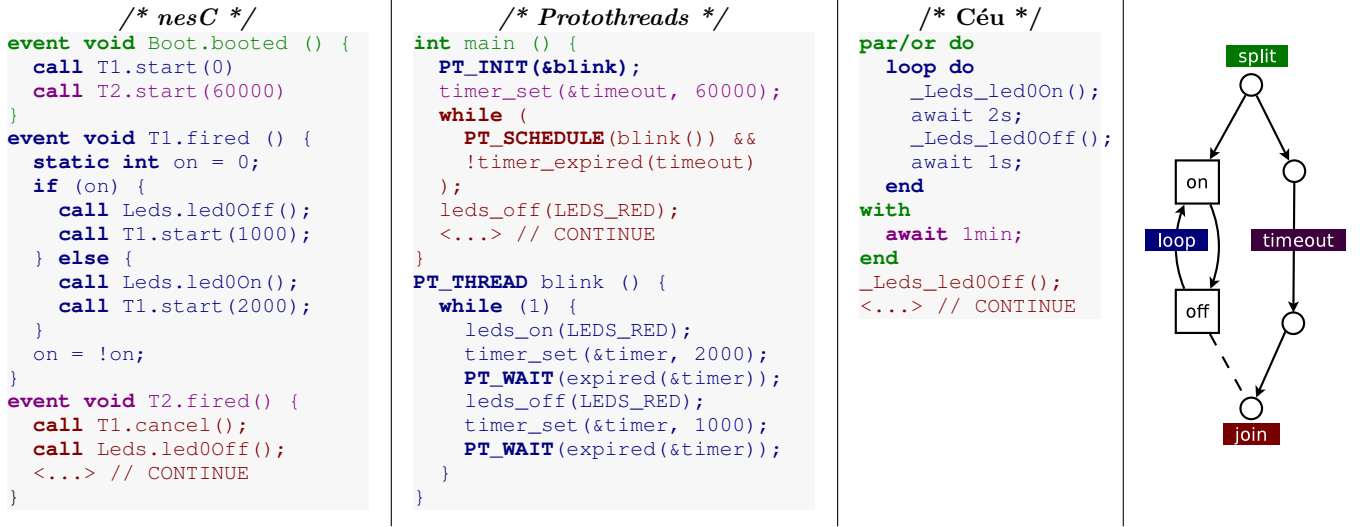 /* nesC */
event void Boot.booted () {
  call T1.start(0)
  call T2.start(60000)
}
event void T1.fired () {
  static int on = 0;
  if (on) {
    call Leds.led0Off();
    call T1.start(1000);
  } else {
    call Leds.led0On();
    call T1.start(2000);
  }
  on = !on;
}
event void T2.fired() {
  call T1.cancel();
  call Leds.led0Off();
  <...> // CONTINUE
}
/* Protothreads */
int main () {
  PT_INIT(&blink);
  timer_set(&timeout, 60000);
  while (
    PT_SCHEDULE(blink()) &&
    !timer_expired(timeout)
  );
  leds_off(LEDS_RED);
  <...> // CONTINUE
}
PT_THREAD blink () {
  while (1) {
    leds_on(LEDS_RED);
    timer_set(&timer, 2000);
    PT_WAIT(expired(&timer));
    leds_off(LEDS_RED);
    timer_set(&timer, 1000);
    PT_WAIT(expired(&timer));
  }
}
/* Céu */
par/or do
  loop do
    _Leds_led0On();
    await 2s;
    _Leds_led0Off();
    await 1s;
  end
with
  await 1min;
end
_Leds_led0Off();
<...> // CONTINUE
split
on
loop
timeout
off
join